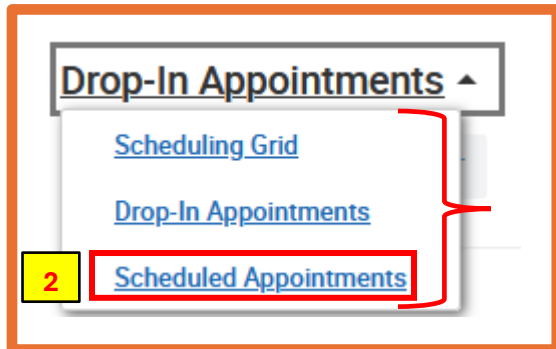 Drop-In Appointments
Scheduling Grid
Drop-In Appointments
2 Scheduled Appointments